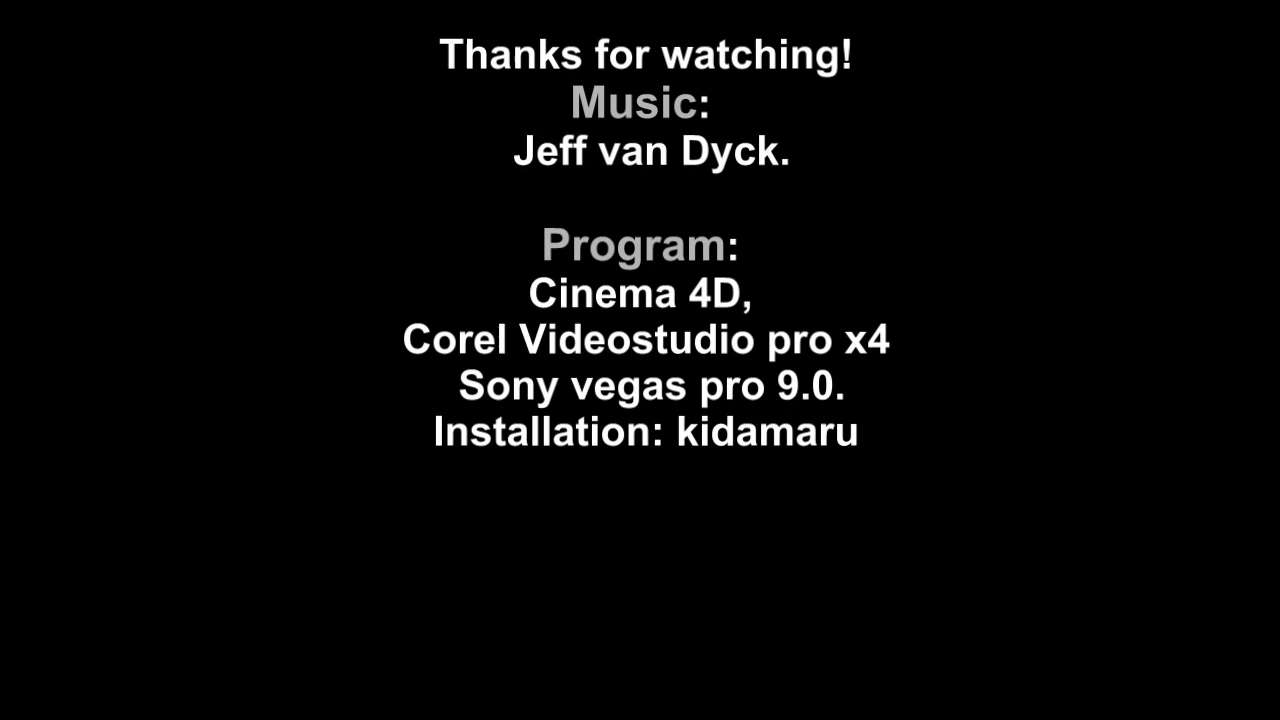 Thanks for watching!
Music:
Jeff van Dyck.
Program:
Cinema 4D,
Corel Videostudio pro x4
Sony vegas pro 9.0.
Installation: kidamaru